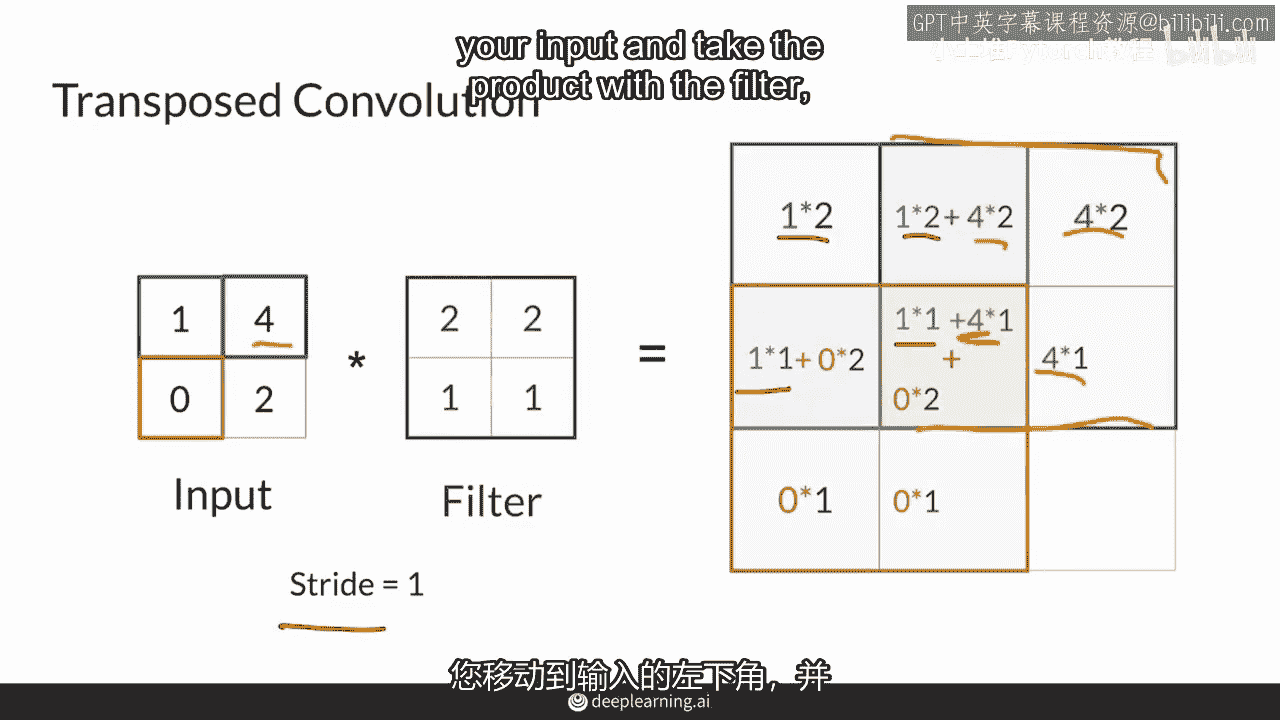 GPT中英字幕课程资源@bilibili.com
your input and take the
product with the filter,
Transposed Convolution
1*2
1*2+ 4*2
4*2
1 4
2 2
*
=
1*1+ 0*2
1*1 +4*1
+
0*2
4*1
0 2
1 1
0*1
0*1
Input
Filter
Stride = 1
您移动到输入的左下角，并
deeplearning.ai